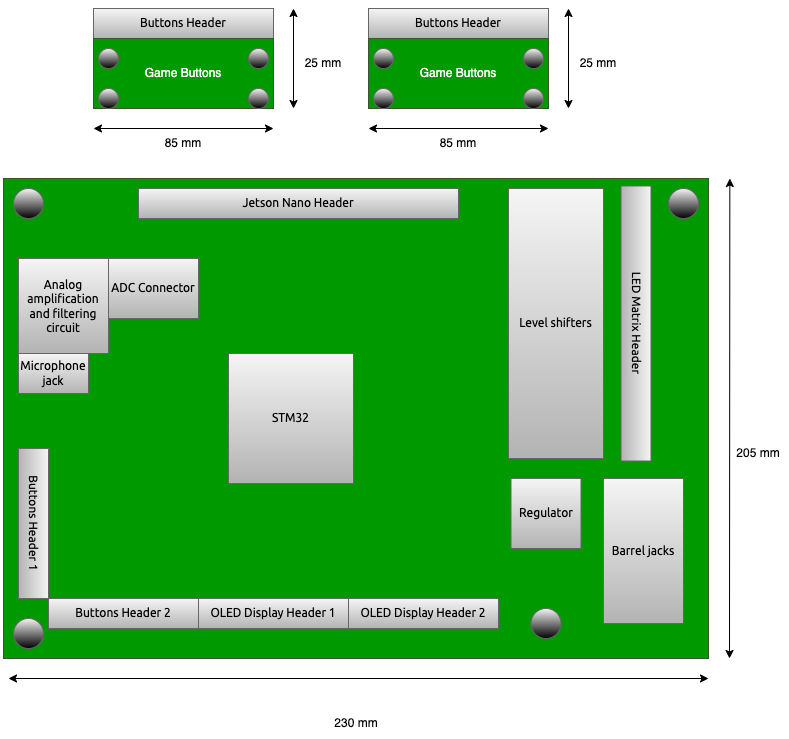 Buttons Header
Buttons Header
Game Buttons
25 mm
Game Buttons
25 mm
85 mm
85 mm
Jetson Nano Header
Analog
amplification
and filtering
circuit
ADC Connector
Level shifters
LED Matrix Header
Microphone
jack
STM32
205 mm
Buttons Header 1
Regulator
Barrel jacks
Buttons Header 2
OLED Display Header 1
OLED Display Header 2
230 mm